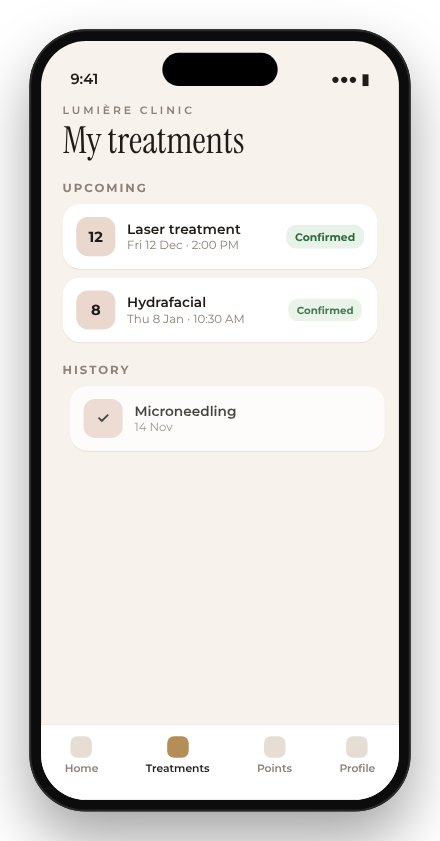 9:41
LUMIÈRE CLINIC
My treatments
UPCOMING
12
Laser treatment
Fri 12 Dec · 2:00 PM
Confirmed
8
Hydrafacial
Thu 8 Jan · 10:30 AM
Confirmed
HISTORY
Microneedling
14 Nov
Home
Treatments
Points
Profile